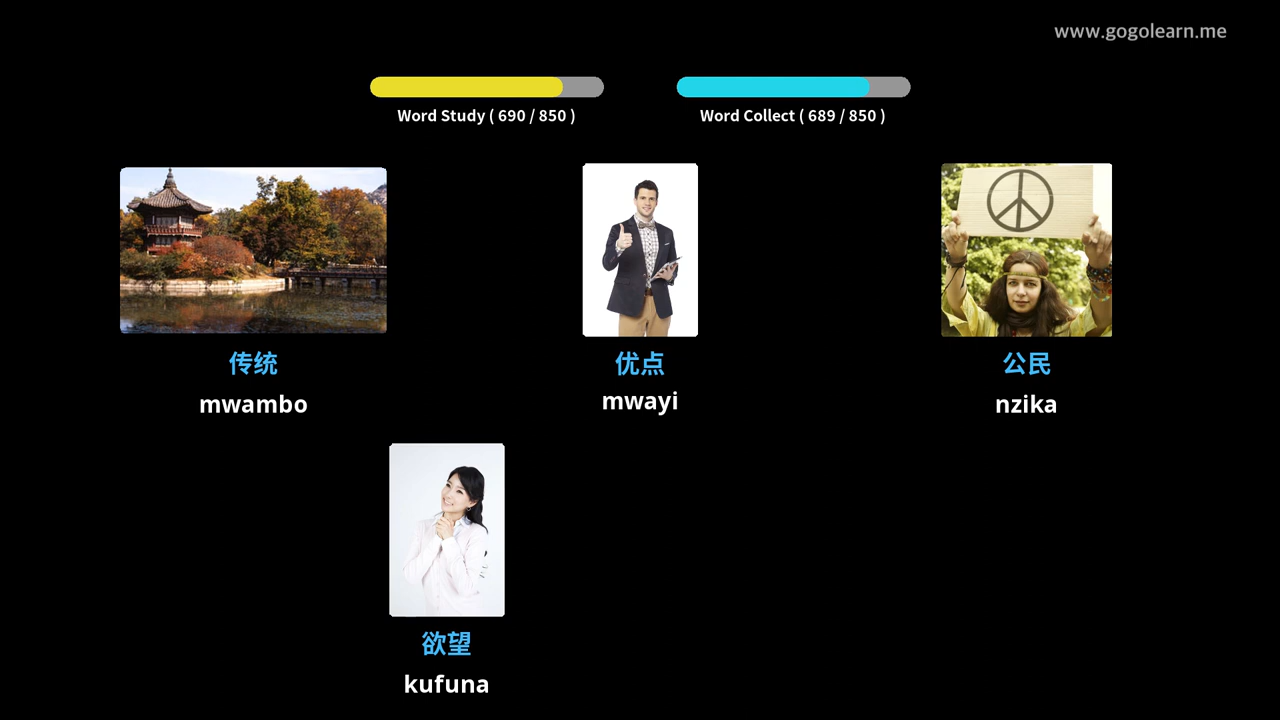 www.gogolearn.me
Word Study ( 690 / 850 )
Word Collect ( 689 / 850 )
传统
mwambo
优点
mwayi
公民
nzika
欲望
kufuna